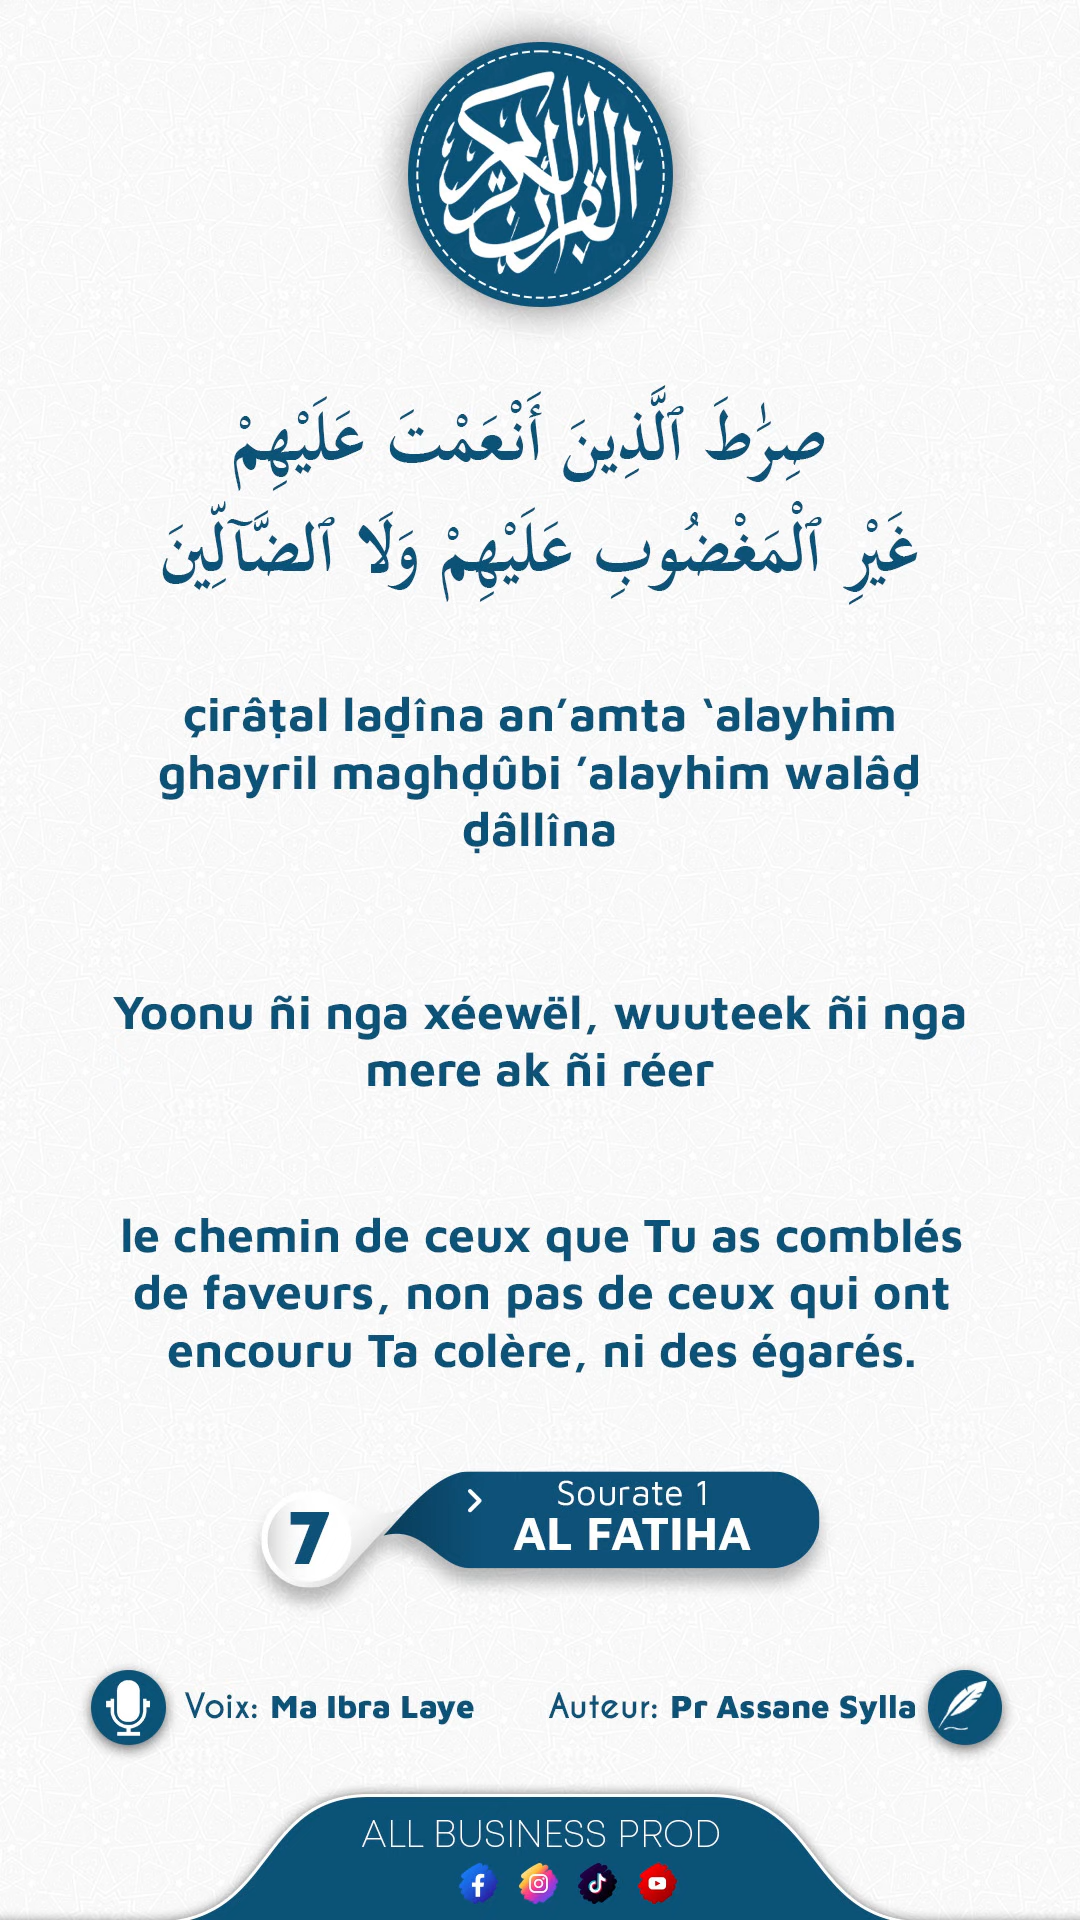 القرآن الكريم
صِرَٰطَ ٱلَّذِينَ أَنْعَمْتَ عَلَيْهِمْ
غَيْرِ ٱلْمَغْضُوبِ عَلَيْهِمْ وَلَا ٱلضَّآلِّينَ
çirâṭal laḏîna an’amta ‘alayhim
ghayril maghḍûbi ’alayhim walâḍ
ḍâllîna
Yoonu ñi nga xéewël, wuuteek ñi nga
mere ak ñi réer
le chemin de ceux que Tu as comblés
de faveurs, non pas de ceux qui ont
encouru Ta colère, ni des égarés.
Sourate 1
7 AL FATIHA
Voix: Ma Ibra Laye Auteur: Pr Assane Sylla
ALL BUSINESS PROD